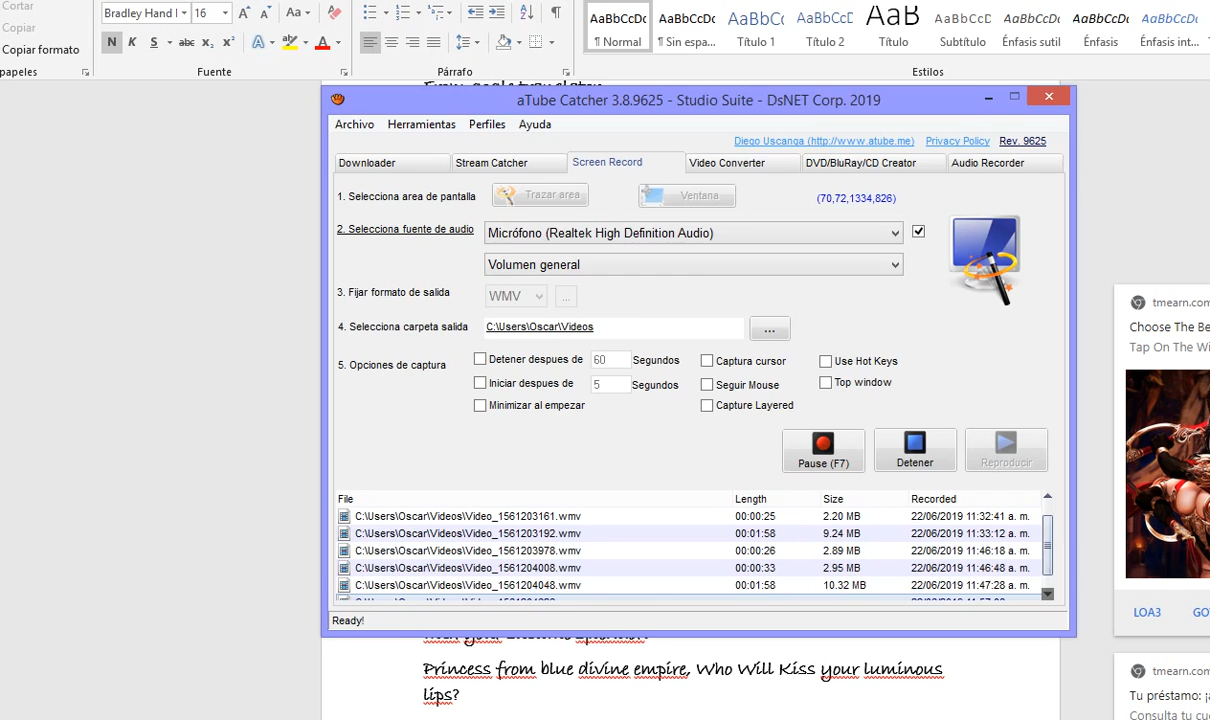 Cortar
Copiar
Copiar formato
papeles
Bradley Hand I
16
A
A
Aa
N K S abc x₂ x² A A
Fuente
Párrafo
AaBbCcDc
¶ Normal
AaBbCcDc
¶ Sin espa...
AaBbC
Título 1
AaBbCc
Título 2
AaB
Título
AaBbCcD
Subtítulo
AaBbCcDc
Énfasis sutil
AaBbCcDc
Énfasis
AaBbCcDc
Énfasis int...
Estilos
aTube Catcher 3.8.9625 - Studio Suite - DsNET Corp. 2019
Archivo Herramientas Perfiles Ayuda
Diego Uscanga (http://www.atube.me) Privacy Policy Rev. 9625
Downloader Stream Catcher Screen Record Video Converter DVD/BluRay/CD Creator Audio Recorder
1. Selecciona area de pantalla Trazar area Ventana (70,72,1334,826)
2. Selecciona fuente de audio Micrófono (Realtek High Definition Audio)
Volumen general
3. Fijar formato de salida WMV ...
4. Selecciona carpeta salida C:\Users\Oscar\Videos ...
5. Opciones de captura
Detener despues de 60 Segundos Captura cursor Use Hot Keys
Iniciar despues de 5 Segundos Seguir Mouse Top window
Minimizar al empezar Capture Layered
Pause (F7) Detener Reproducir
File Length Size Recorded
C:\Users\Oscar\Videos\Video_1561203161.wmv 00:00:25 2.20 MB 22/06/2019 11:32:41 a. m.
C:\Users\Oscar\Videos\Video_1561203192.wmv 00:01:58 9.24 MB 22/06/2019 11:33:12 a. m.
C:\Users\Oscar\Videos\Video_1561203978.wmv 00:00:26 2.89 MB 22/06/2019 11:46:18 a. m.
C:\Users\Oscar\Videos\Video_1561204008.wmv 00:00:33 2.95 MB 22/06/2019 11:46:48 a. m.
C:\Users\Oscar\Videos\Video_1561204048.wmv 00:01:58 10.32 MB 22/06/2019 11:47:28 a. m.
Ready!
Princess from blue divine empire, Who Will Kiss your luminous
lips?
tmearn.com
Choose The Be
Tap On The Wi
LOA3 GO
tmearn.com
Tu préstamo: ¡a
Consulta tu c